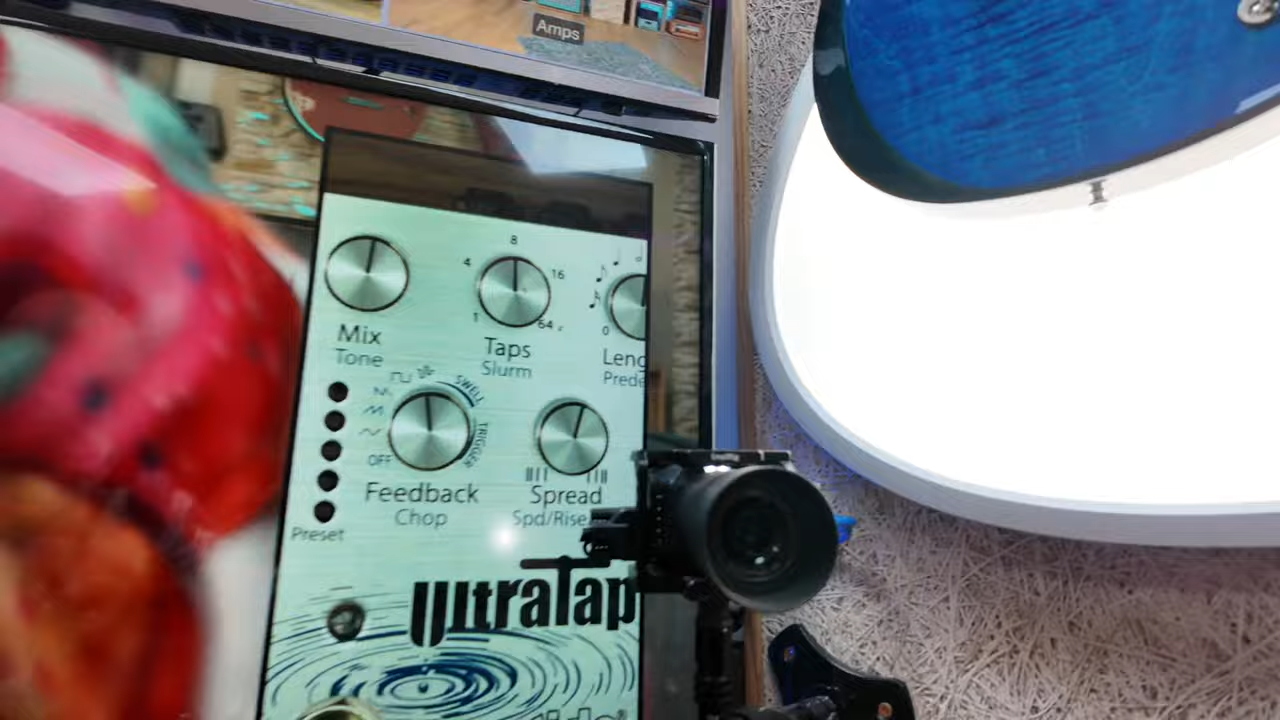 Amps
8
4
16
1
64
0
Mix
Tone
Taps
Slurm
Leng
Prede
SWELL
TRIGGER
OFF
Feedback
Chop
Spread
Spd/Rise
Preset
UltraTap